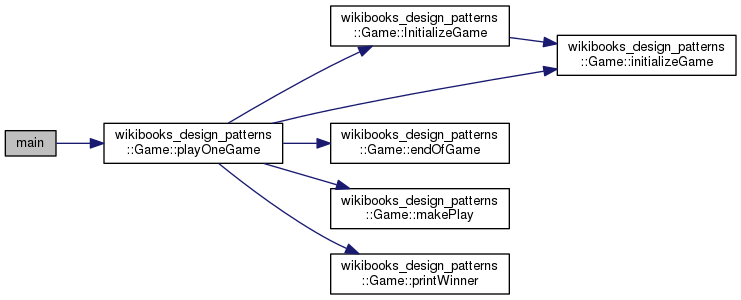 main
wikibooks_design_patterns
::Game::playOneGame
wikibooks_design_patterns
::Game::InitializeGame
wikibooks_design_patterns
::Game::initializeGame
wikibooks_design_patterns
::Game::endOfGame
wikibooks_design_patterns
::Game::makePlay
wikibooks_design_patterns
::Game::printWinner